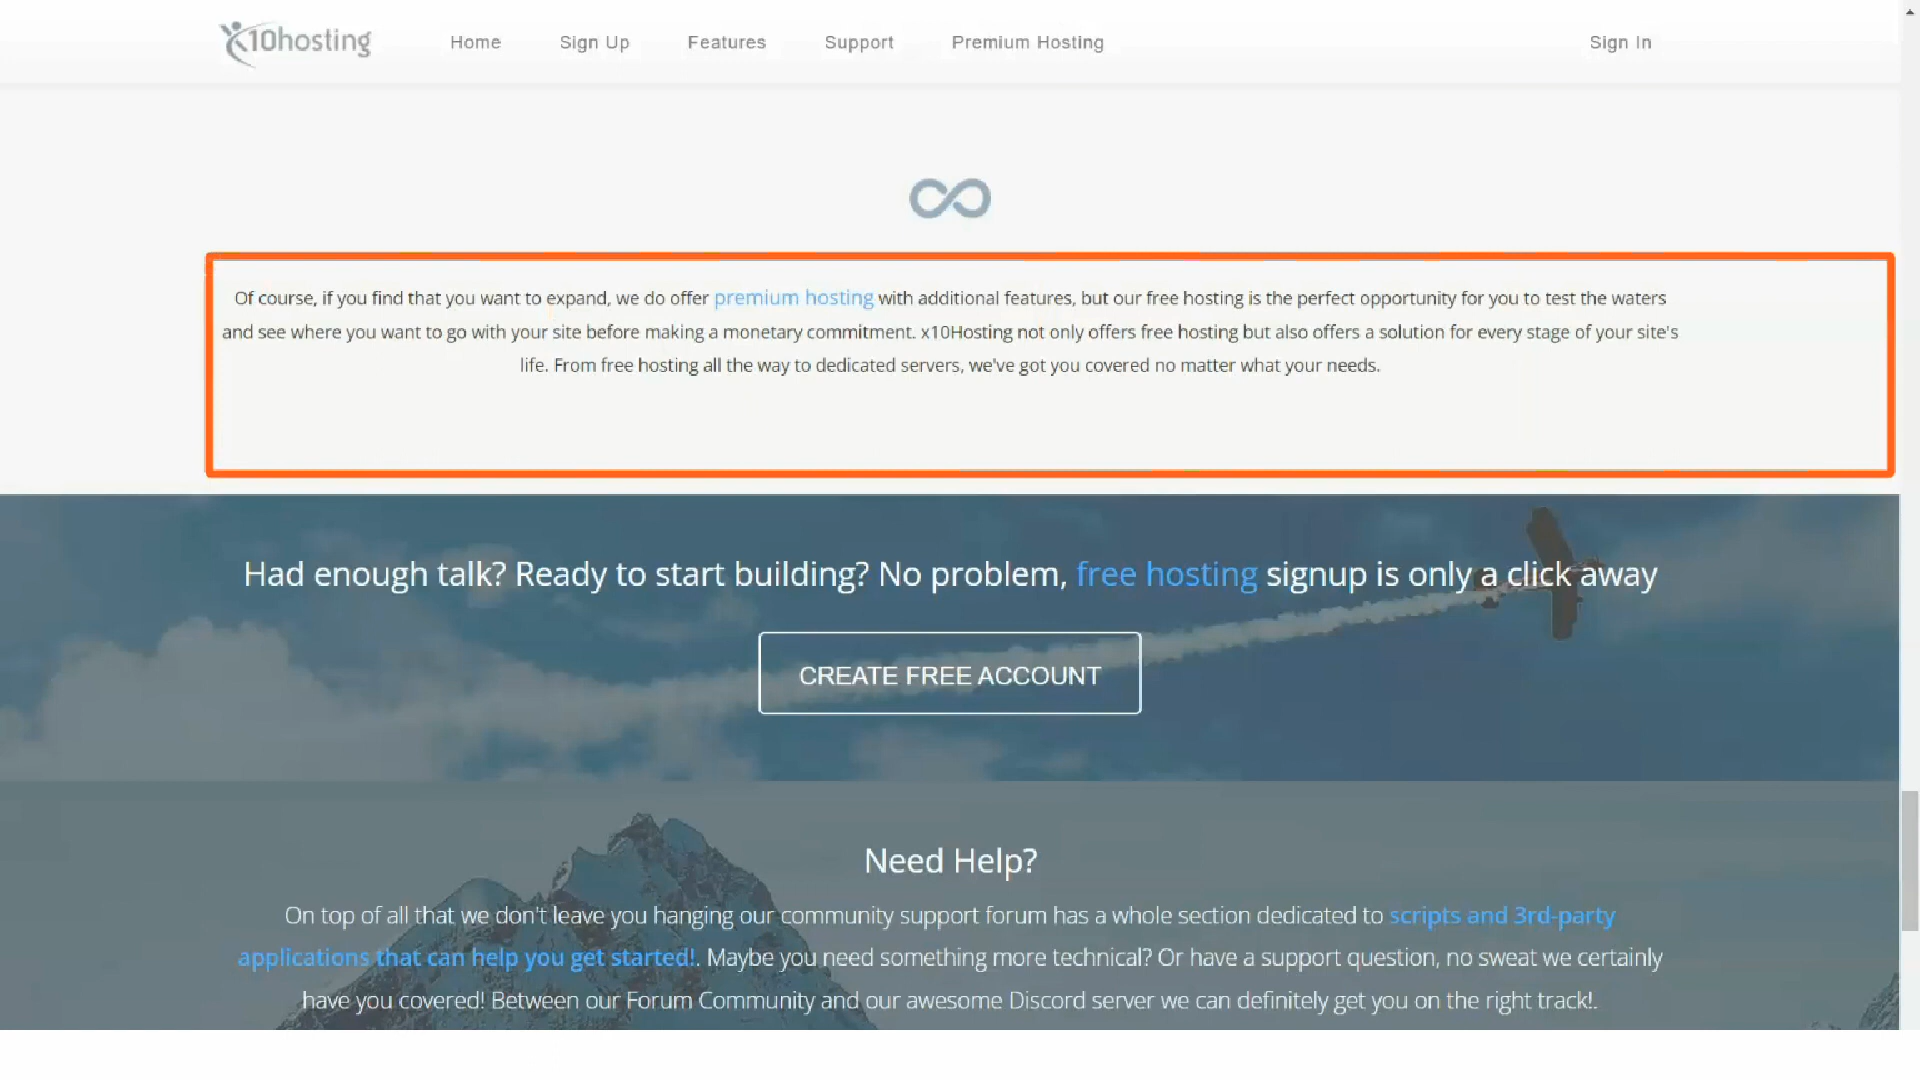 x10hosting
Home Sign Up Features Support Premium Hosting Sign In
Of course, if you find that you want to expand, we do offer premium hosting with additional features, but our free hosting is the perfect opportunity for you to test the waters
and see where you want to go with your site before making a monetary commitment. x10Hosting not only offers free hosting but also offers a solution for every stage of your site's
life. From free hosting all the way to dedicated servers, we've got you covered no matter what your needs.
Had enough talk? Ready to start building? No problem, free hosting signup is only a click away
CREATE FREE ACCOUNT
Need Help?
On top of all that we don't leave you hanging our community support forum has a whole section dedicated to scripts and 3rd-party
applications that can help you get started!. Maybe you need something more technical? Or have a support question, no sweat we certainly
have you covered! Between our Forum Community and our awesome Discord server we can definitely get you on the right track!.